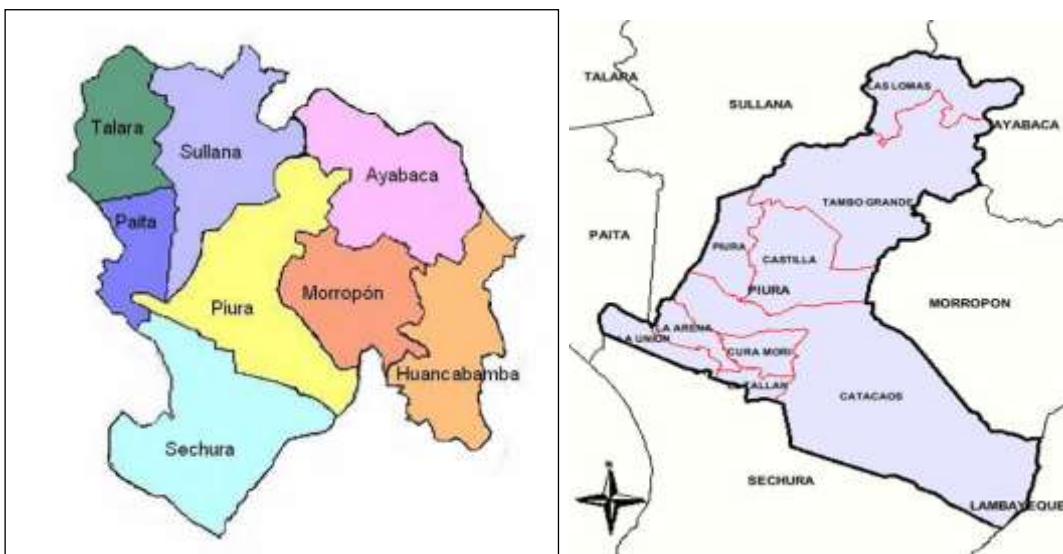 Talara
Sullana
Ayabaca
Paita
Piura
Morropón
Huancabamba
Sechura
TALARA
LAS LOMAS
SULLANA
AYABACA
TAMBO GRANDE
PAITA
PIURA
CASTILLA
PIURA
MORROPON
LA ARENA
LA UNION
CURA MORI
EL TALLAN
CATACAOS
SECHURA
N
LAMBAYEQUE